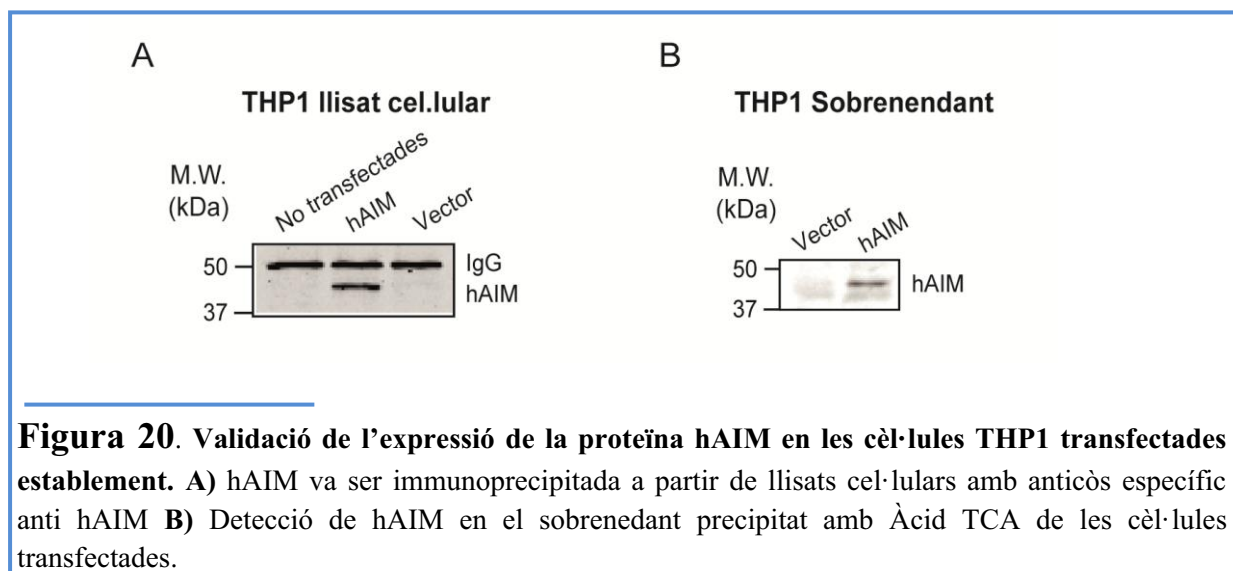 A
THP1 llisat cel.lular
M.W.
(kDa)
No transfectades
hAIM
Vector
50
37
IgG
hAIM
B
THP1 Sobrenendant
M.W.
(kDa)
Vector
hAIM
50
37
hAIM
Figura 20. Validació de l’expressió de la proteïna hAIM en les cèl·lules THP1 transfectades
establement. A) hAIM va ser immunoprecipitada a partir de llisats cel·lulars amb anticòs específic
anti hAIM B) Detecció de hAIM en el sobrenedant precipitat amb Àcid TCA de les cèl·lules
transfectades.